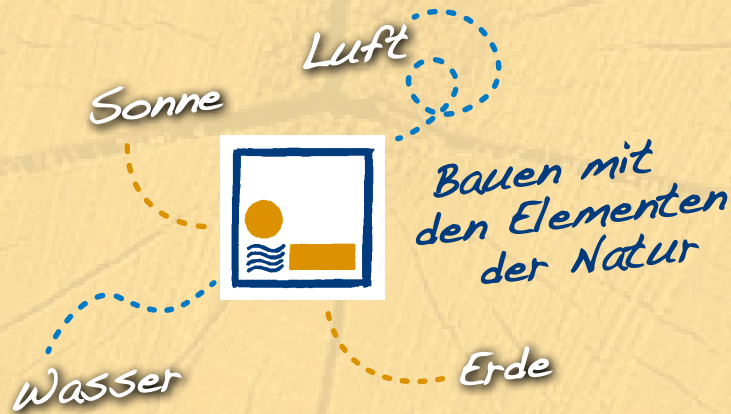 Luft
Sonne
Bauen mit
den Elementen
der Natur
Erde
Wasser